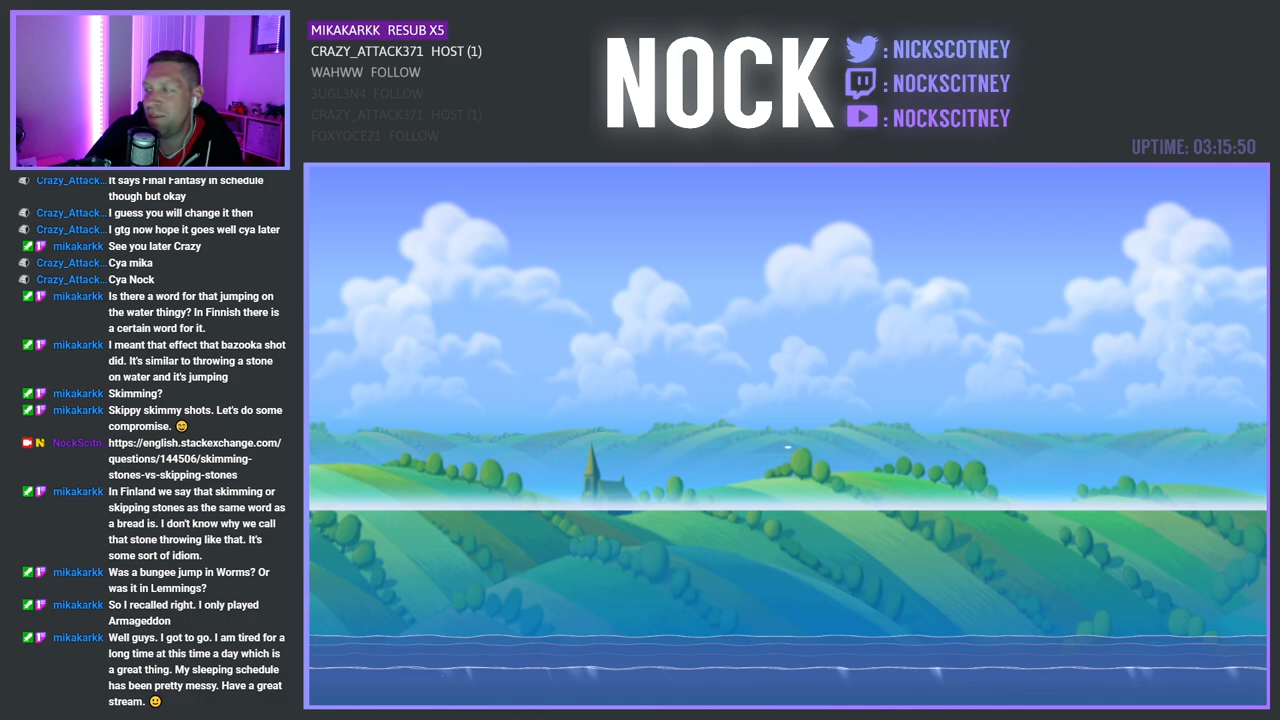 MIKAKARKK RESUB X5
CRAZY_ATTACK371 HOST (1)
WAHWW FOLLOW
3UGL3N4 FOLLOW
CRAZY_ATTACK371 HOST (1)
FOXYOCE21 FOLLOW
NOCK
: NICKSCOTNEY
: NOCKSCITNEY
: NOCKSCITNEY
UPTIME: 03:15:50
Crazy_Attack... It says Final Fantasy in schedule
though but okay
Crazy_Attack... I guess you will change it then
Crazy_Attack... I gtg now hope it goes well cya later
mikakarkk See you later Crazy
Crazy_Attack... Cya mika
Crazy_Attack... Cya Nock
mikakarkk Is there a word for that jumping on
the water thingy? In Finnish there is
a certain word for it.
mikakarkk I meant that effect that bazooka shot
did. It's similar to throwing a stone
on water and it's jumping
mikakarkk Skimming?
mikakarkk Skippy skimmy shots. Let's do some
compromise. 😄
N NockScitn... https://english.stackexchange.com/
questions/144506/skimming-
stones-vs-skipping-stones
mikakarkk In Finland we say that skimming or
skipping stones as the same word as
a bread is. I don't know why we call
that stone throwing like that. It's
some sort of idiom.
mikakarkk Was a bungee jump in Worms? Or
was it in Lemmings?
mikakarkk So I recalled right. I only played
Armageddon
mikakarkk Well guys. I got to go. I am tired for a
long time at this time a day which is
a great thing. My sleeping schedule
has been pretty messy. Have a great
stream. 🙂